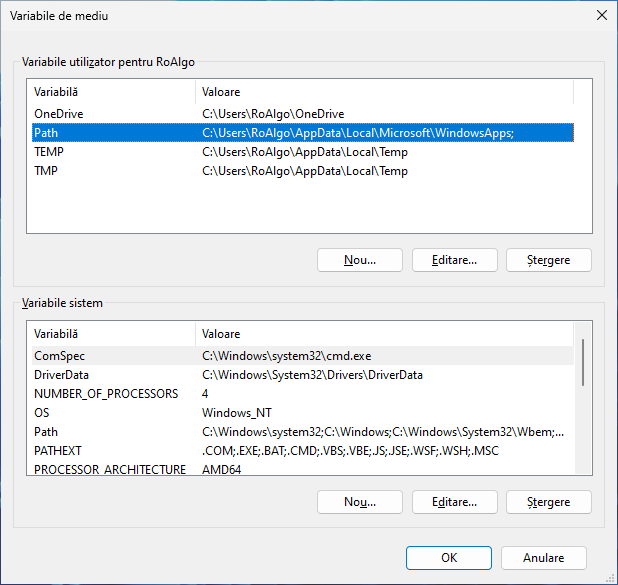 Variabile de mediu
Variabile utilizator pentru RoAlgo
Variabilă Valoare
OneDrive C:\Users\RoAlgo\OneDrive
Path C:\Users\RoAlgo\AppData\Local\Microsoft\WindowsApps;
TEMP C:\Users\RoAlgo\AppData\Local\Temp
TMP C:\Users\RoAlgo\AppData\Local\Temp
Nou... Editare... Ștergere
Variabile sistem
Variabilă Valoare
ComSpec C:\Windows\system32\cmd.exe
DriverData C:\Windows\System32\Drivers\DriverData
NUMBER_OF_PROCESSORS 4
OS Windows_NT
Path C:\Windows\system32;C:\Windows;C:\Windows\System32\Wbem;...
PATHEXT .COM;.EXE;.BAT;.CMD;.VBS;.VBE;.JS;.JSE;.WSF;.WSH;.MSC
PROCESSOR_ARCHITECTURE AMD64
Nou... Editare... Ștergere
OK Anulare